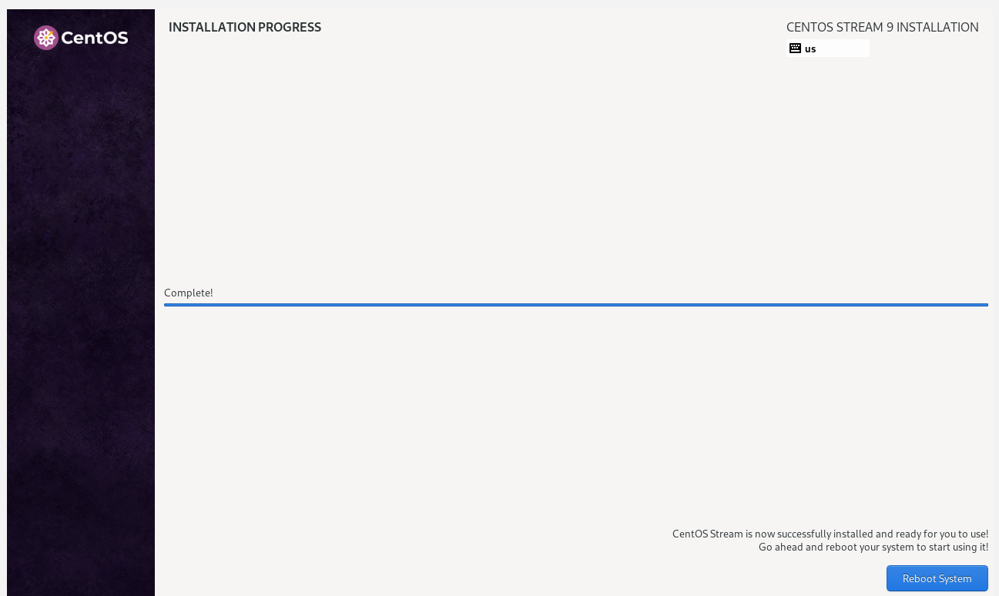 CentOS
INSTALLATION PROGRESS
CENTOS STREAM 9 INSTALLATION
us
Complete!
CentOS Stream is now successfully installed and ready for you to use!
Go ahead and reboot your system to start using it!
Reboot System